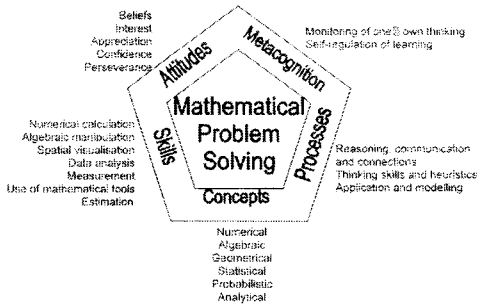 Beliefs
Interest
Appreciation
Confidence
Perseverance
Attitudes
Metacognition
Monitoring of one's own thinking
Self-regulation of learning
Numerical calculation
Algebraic manipulation
Spatial visualisation
Data analysis
Measurement
Use of mathematical tools
Estimation
Skills
Mathematical
Problem
Solving
Processes
Reasoning, communication
and connections
Thinking skills and heuristics
Application and modelling
Concepts
Numerical
Algebraic
Geometrical
Statistical
Probabilistic
Analytical